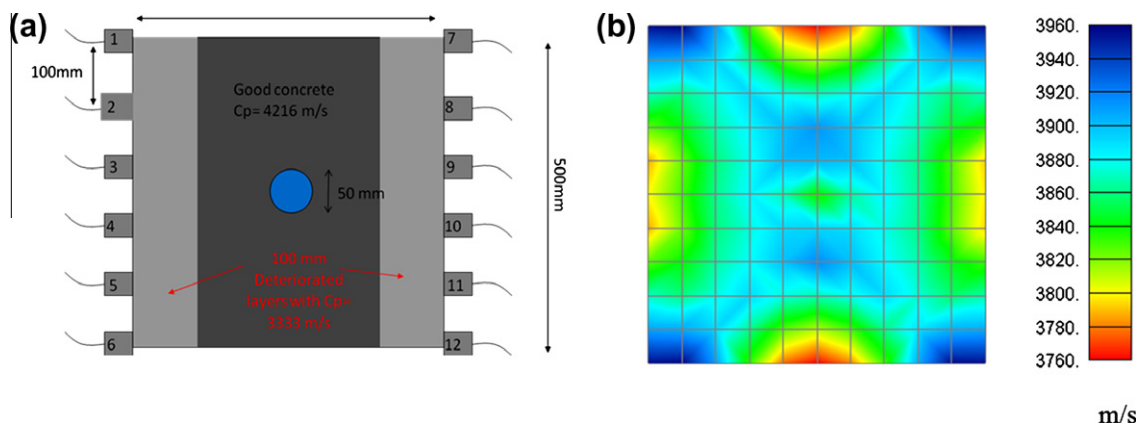 (a)
1
7
100mm
2
8
Good concrete
Cp= 4216 m/s
3
9
50 mm
500mm
4
10
100 mm
Deteriorated
layers with Cp=
3333 m/s
5
11
6
12
(b)
3960.
3940.
3920.
3900.
3880.
3860.
3840.
3820.
3800.
3780.
3760.
m/s